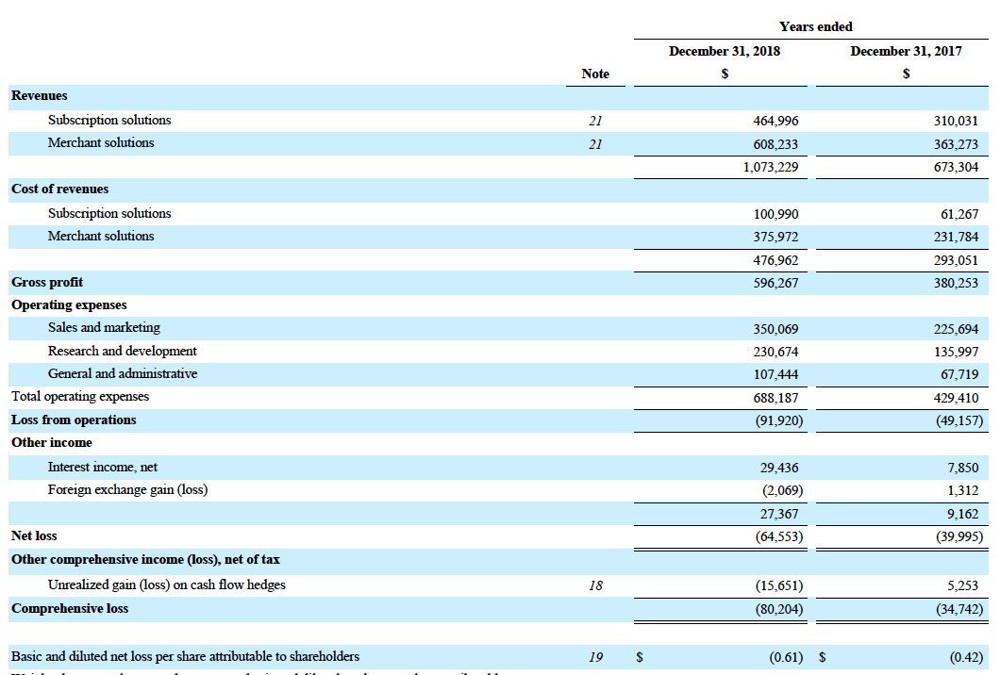 Years ended
December 31, 2018 December 31, 2017
Note $ $
Revenues
Subscription solutions 21 464,996 310,031
Merchant solutions 21 608,233 363,273
1,073,229 673,304
Cost of revenues
Subscription solutions 100,990 61,267
Merchant solutions 375,972 231,784
476,962 293,051
Gross profit 596,267 380,253
Operating expenses
Sales and marketing 350,069 225,694
Research and development 230,674 135,997
General and administrative 107,444 67,719
Total operating expenses 688,187 429,410
Loss from operations (91,920) (49,157)
Other income
Interest income, net 29,436 7,850
Foreign exchange gain (loss) (2,069) 1,312
27,367 9,162
Net loss (64,553) (39,995)
Other comprehensive income (loss), net of tax
Unrealized gain (loss) on cash flow hedges 18 (15,651) 5,253
Comprehensive loss (80,204) (34,742)
Basic and diluted net loss per share attributable to shareholders 19 $ (0.61) $ (0.42)